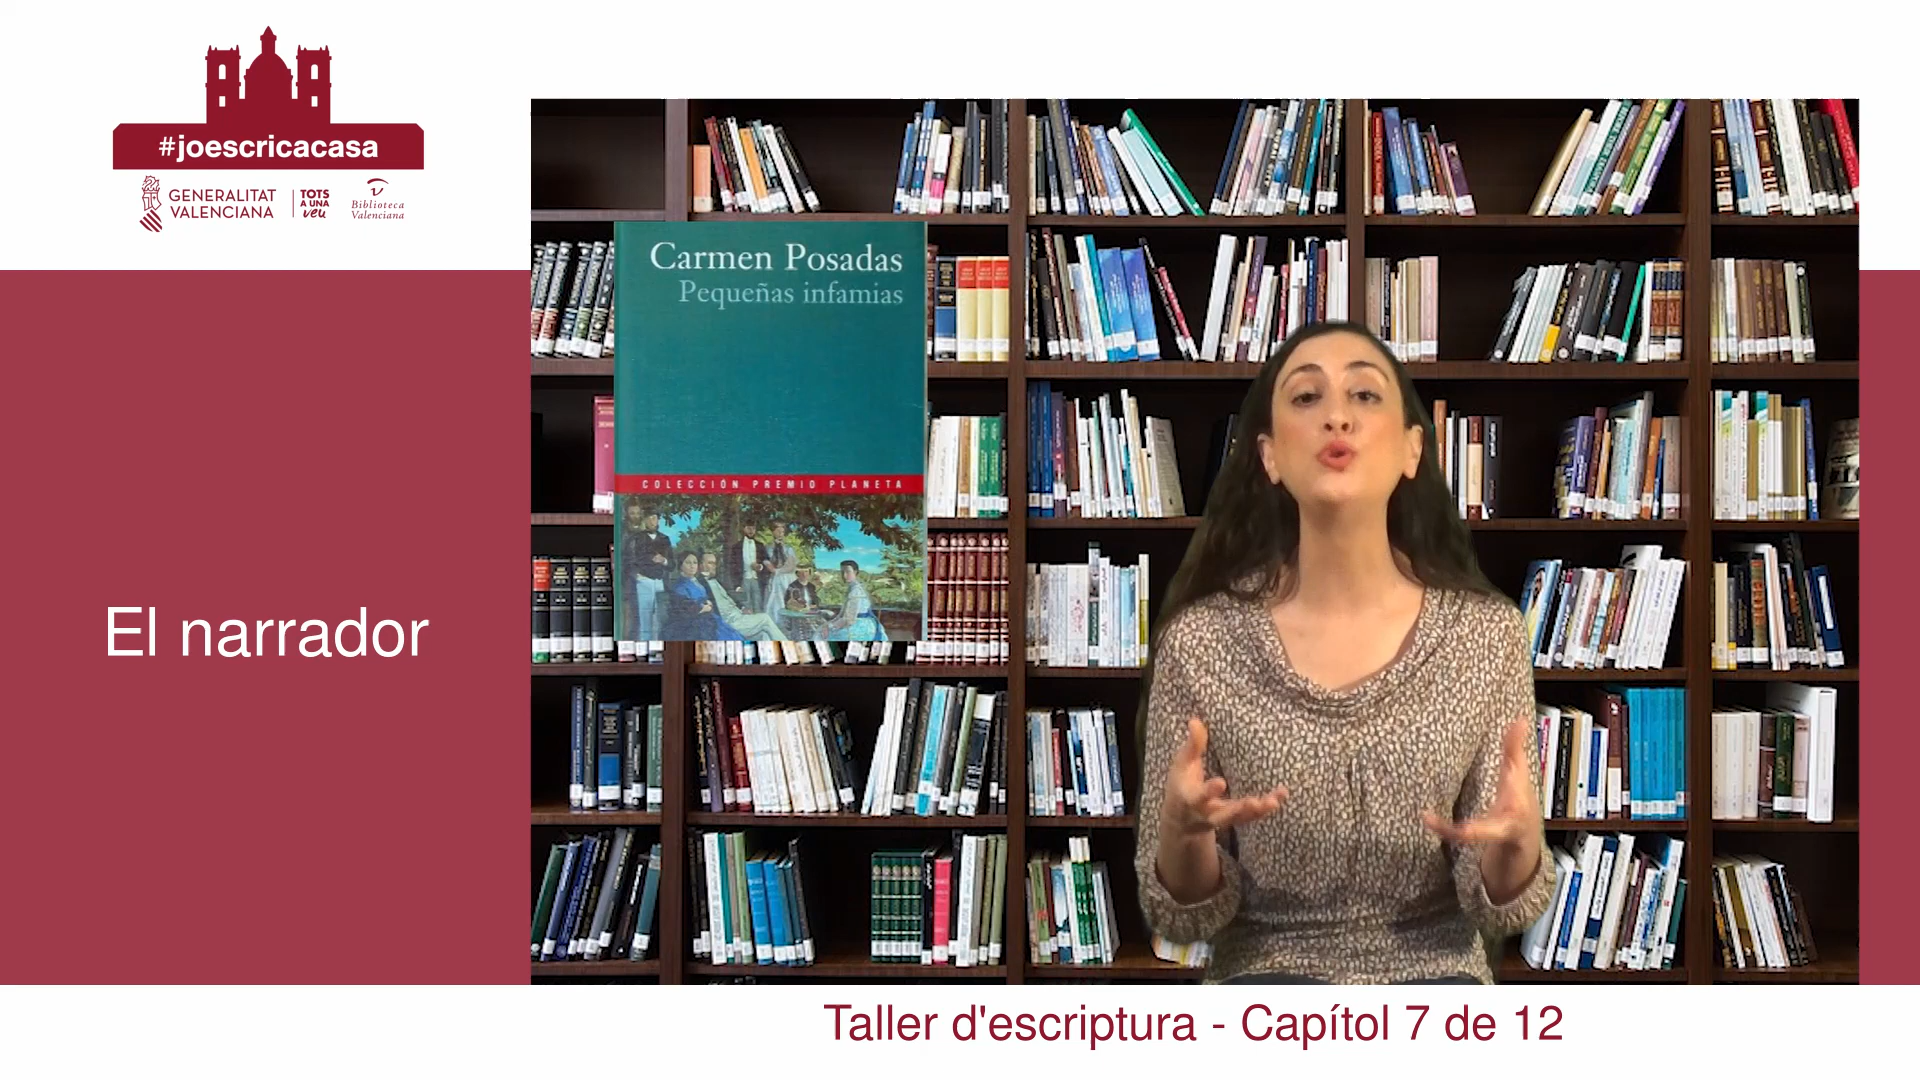 #joescricacasa
GENERALITAT
VALENCIANA
TOTS
A UNA
veu
Biblioteca
Valenciana
Carmen Posadas
Pequeñas infamias
COLECCIÓN PREMIO PLANETA
El narrador
Taller d'escriptura - Capítol 7 de 12